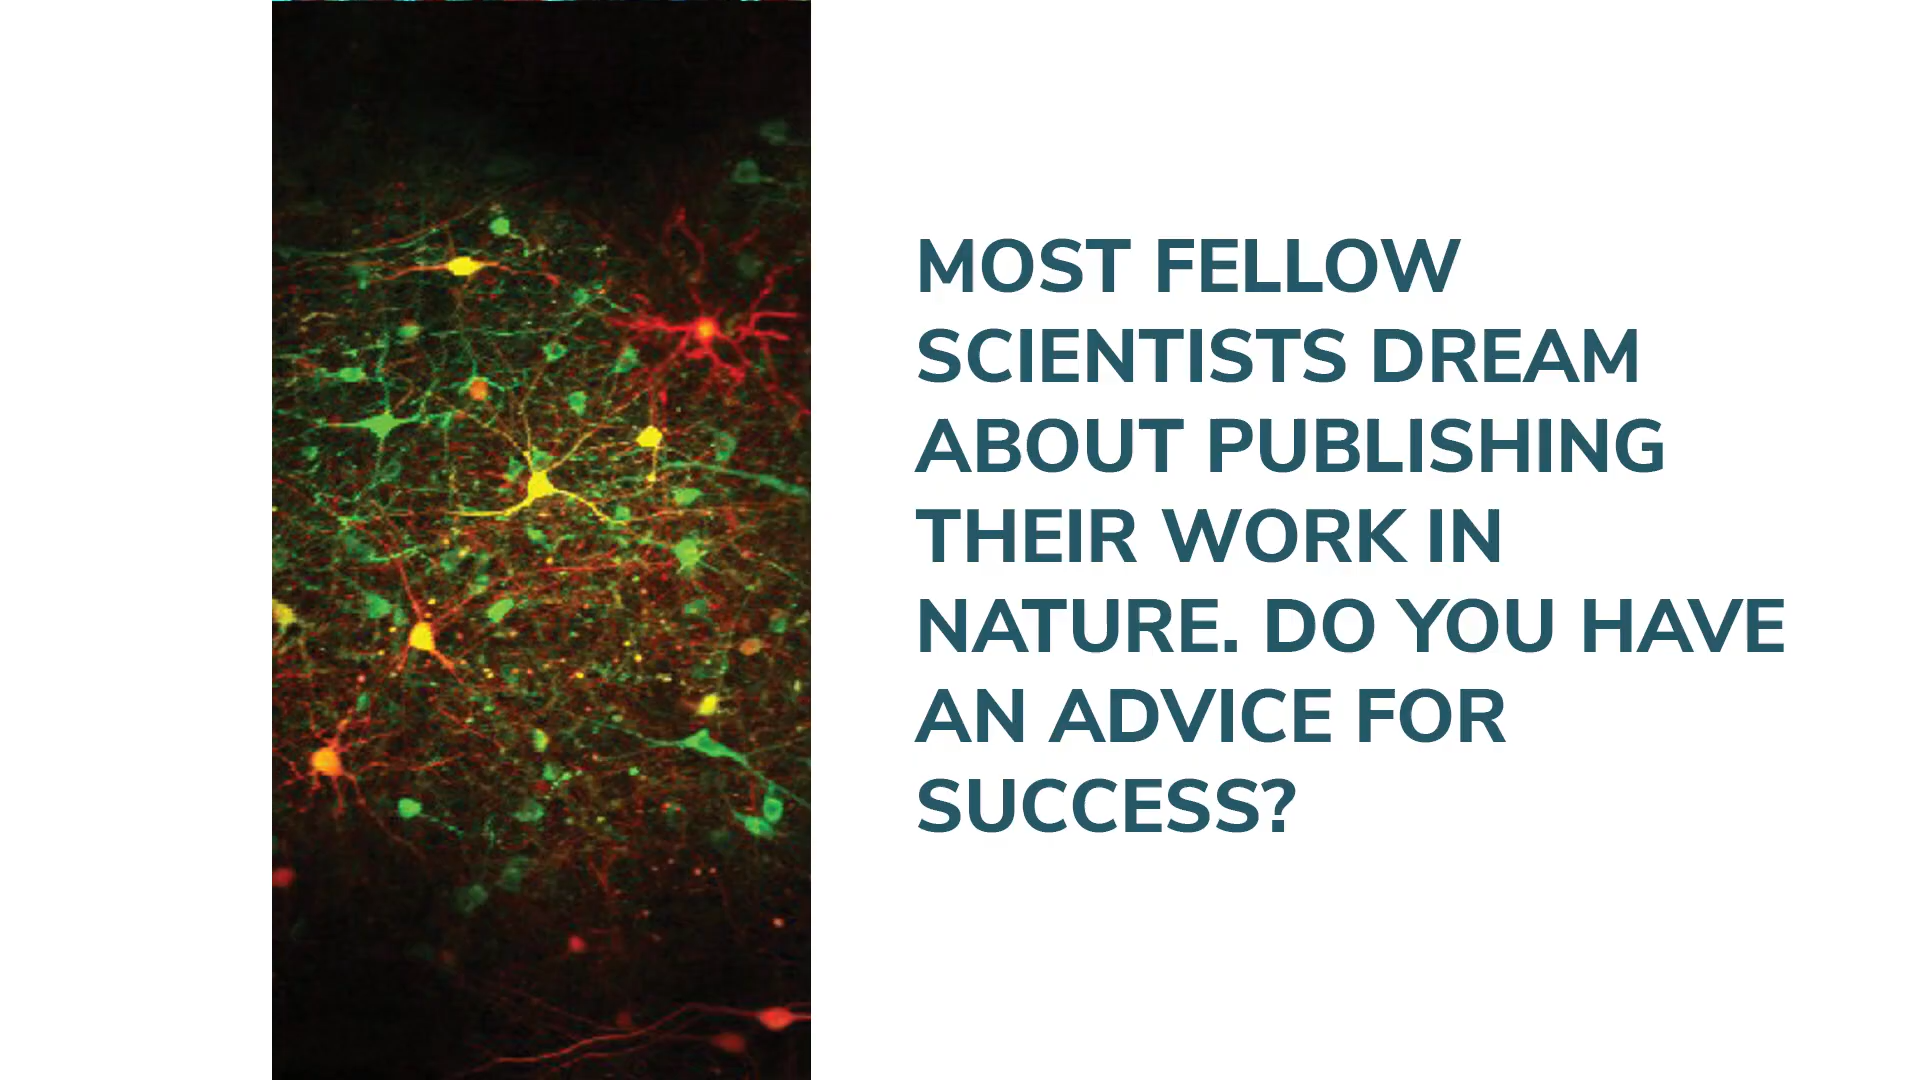 MOST FELLOW
SCIENTISTS DREAM
ABOUT PUBLISHING
THEIR WORK IN
NATURE. DO YOU HAVE
AN ADVICE FOR
SUCCESS?